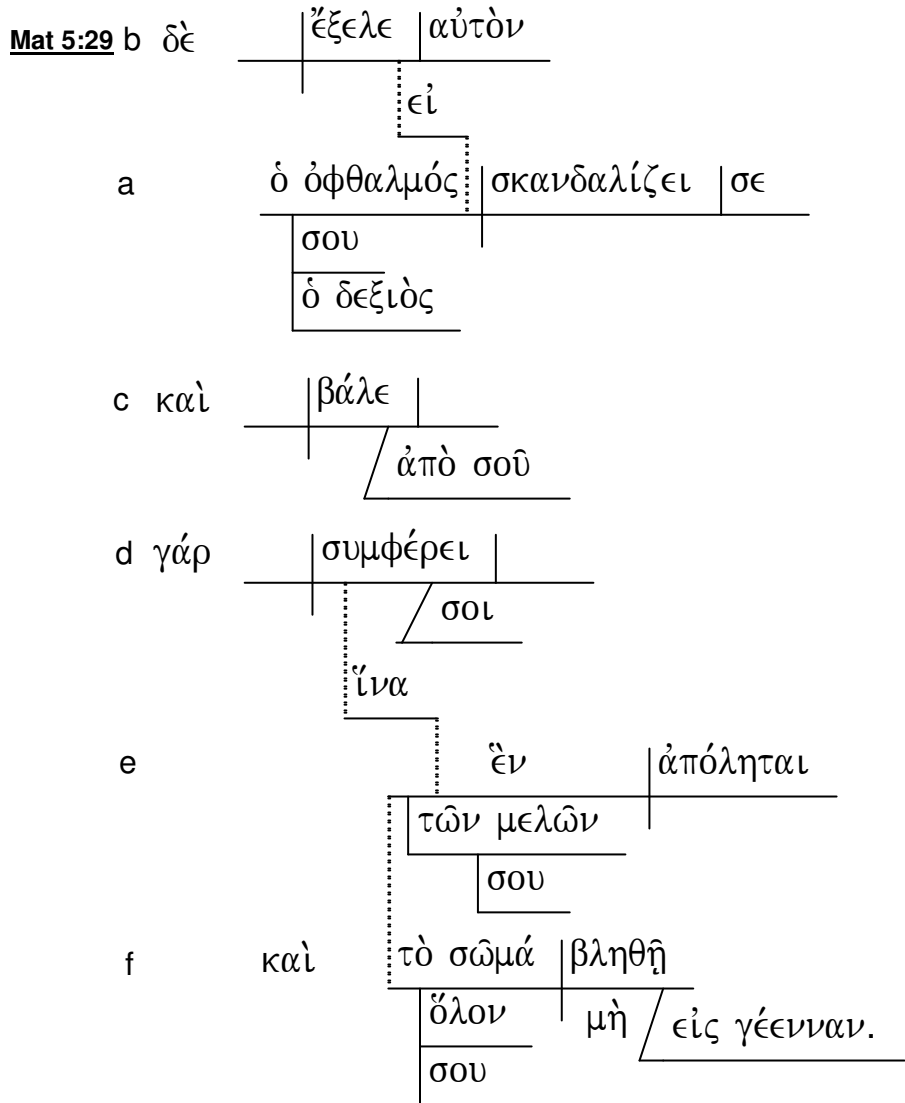 Mat 5:29 b δὲ ἔξελε αὐτὸν
εἰ
a ὁ ὀφθαλμός σκανδαλίζει σε
σου
ὁ δεξιὸς
c καὶ βάλε
ἀπὸ σοῦ
d γάρ συμφέρει
σοι
ἵνα
e ἓν ἀπόληται
τῶν μελῶν
σου
f καὶ τὸ σῶμά βληθῇ
ὅλον μὴ εἰς γέενναν.
σου